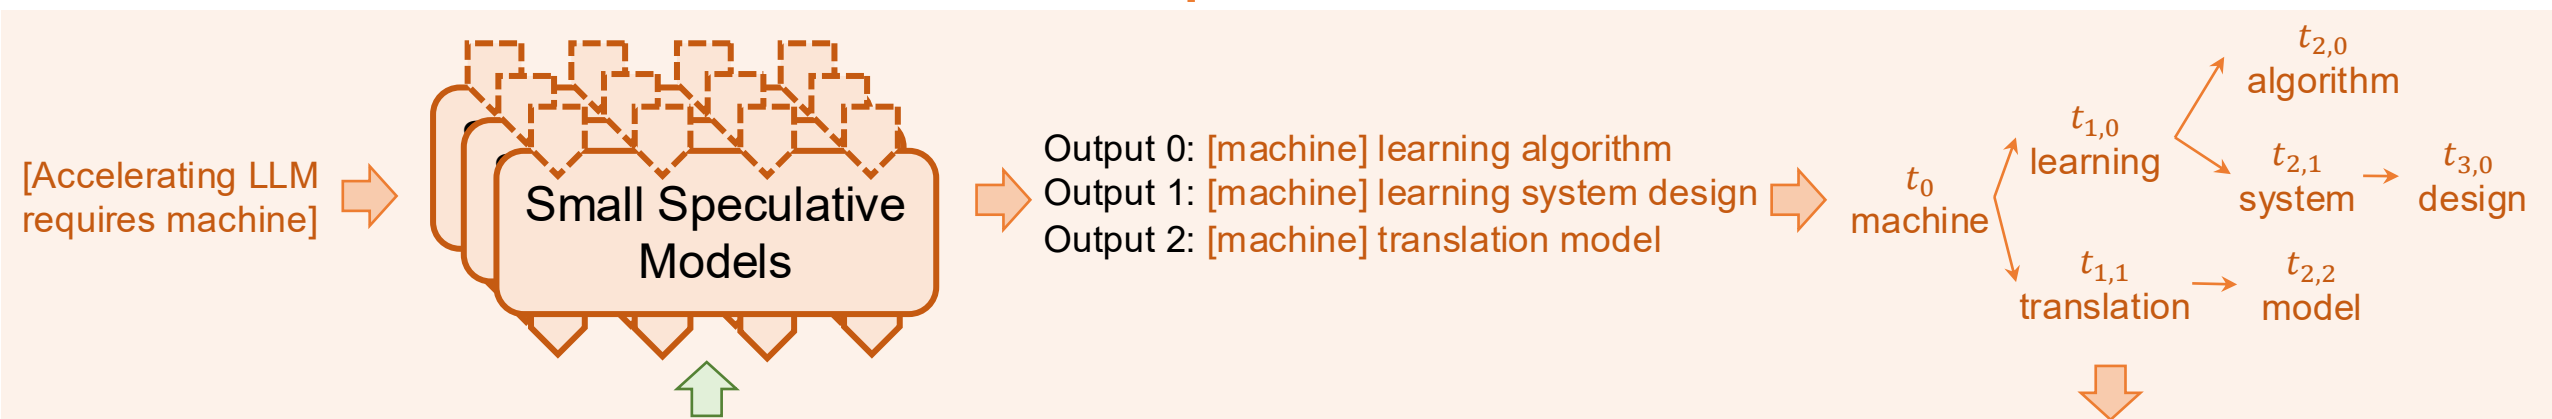 [Accelerating LLM
requires machine]
Small Speculative
Models
Output 0: [machine] learning algorithm
Output 1: [machine] learning system design
Output 2: [machine] translation model
t0
machine
t1,0
learning
t2,0
algorithm
t2,1
system
t3,0
design
t1,1
translation
t2,2
model